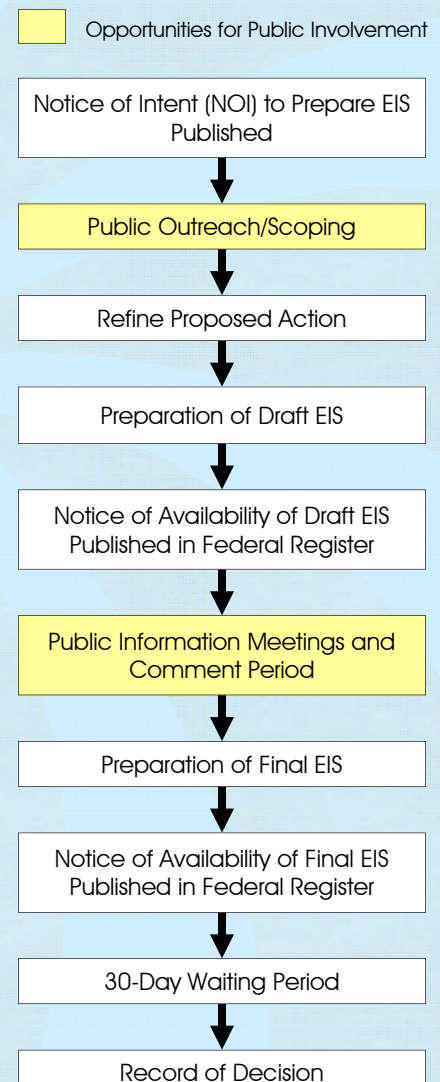 Opportunities for Public Involvement
Notice of Intent (NOI) to Prepare EIS
Published
Public Outreach/Scoping
Refine Proposed Action
Preparation of Draft EIS
Notice of Availability of Draft EIS
Published in Federal Register
Public Information Meetings and
Comment Period
Preparation of Final EIS
Notice of Availability of Final EIS
Published in Federal Register
30-Day Waiting Period
Record of Decision